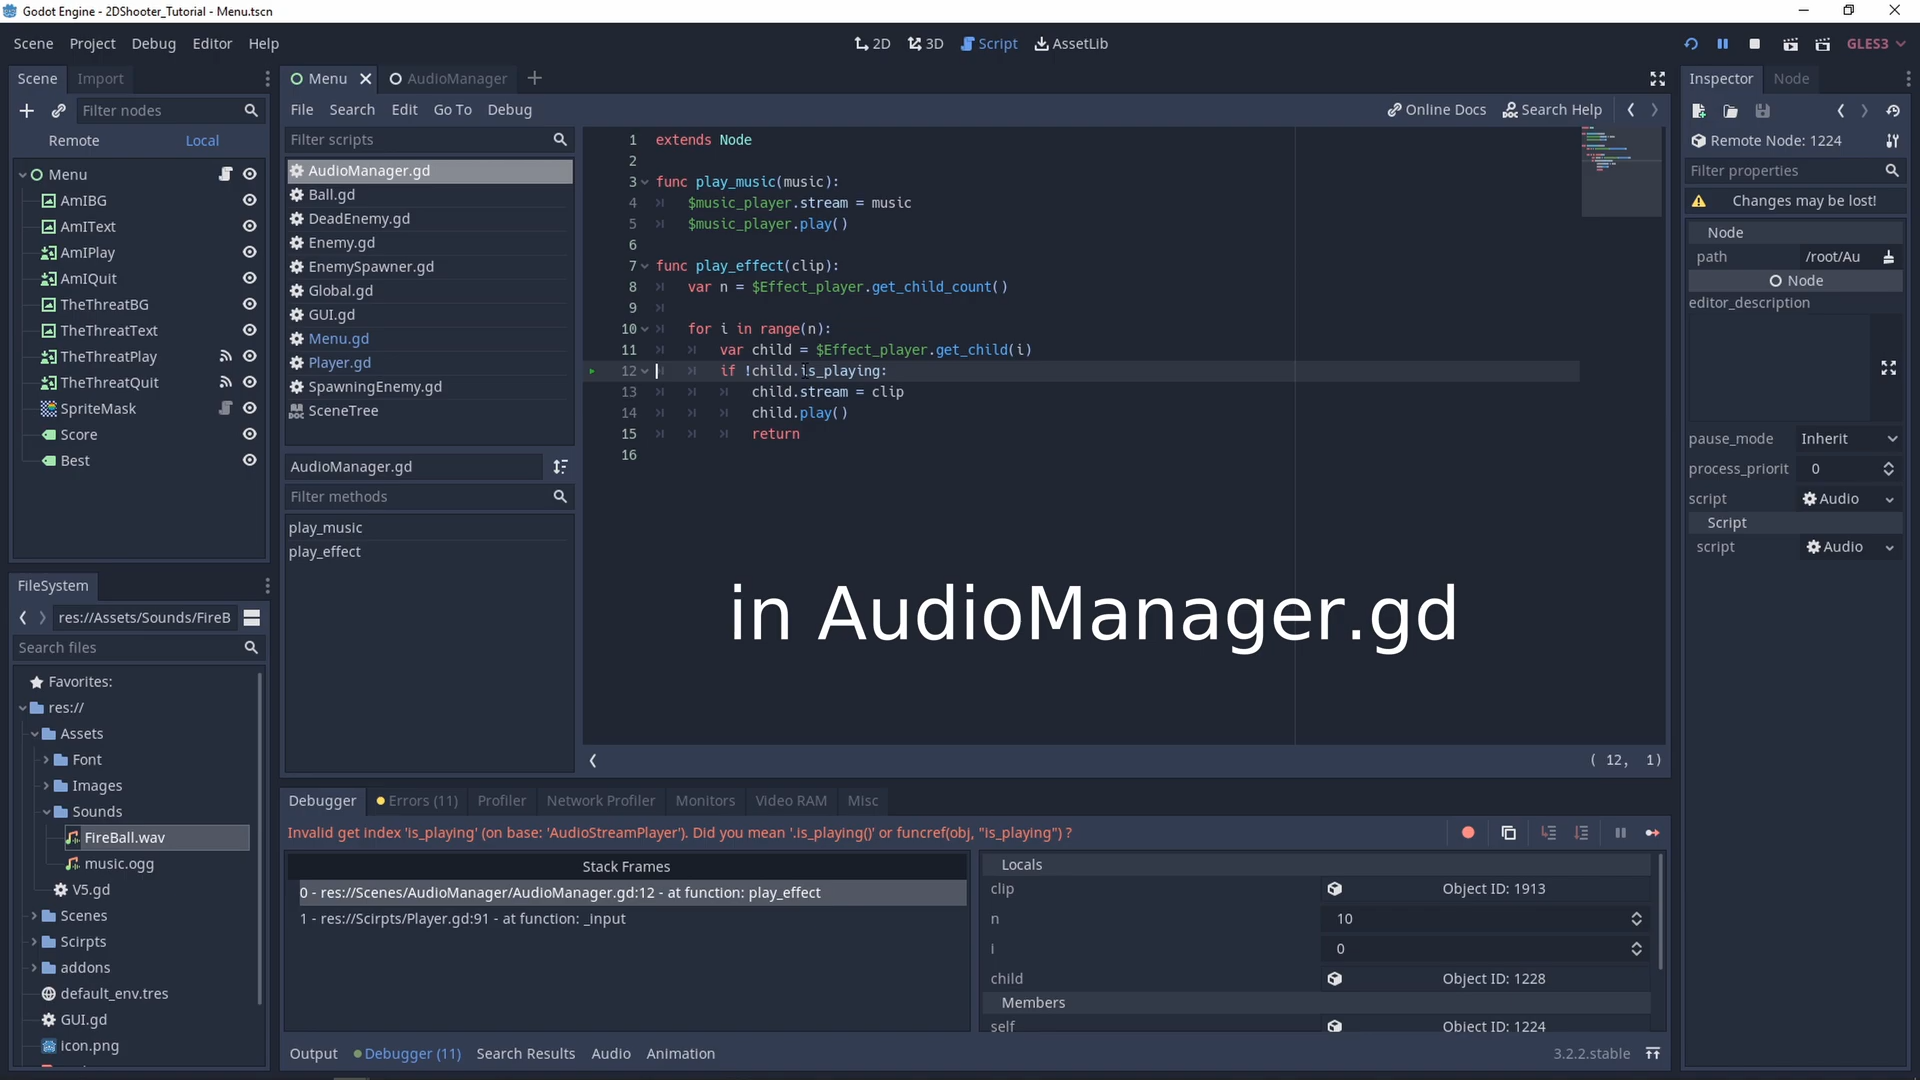 Godot Engine - 2DShooter_Tutorial - Menu.tscn
Scene Project Debug Editor Help
2D 3D Script AssetLib
GLES3
Scene Import
Filter nodes
Remote Local
Menu
AmIBG
AmIText
AmIPlay
AmIQuit
TheThreatBG
TheThreatText
TheThreatPlay
TheThreatQuit
SpriteMask
Score
Best
FileSystem
res://Assets/Sounds/FireB
Search files
Favorites:
res://
Assets
Font
Images
Sounds
FireBall.wav
music.ogg
V5.gd
Scenes
Scirpts
addons
default_env.tres
GUI.gd
icon.png
Menu AudioManager
File Search Edit Go To Debug
Online Docs Search Help
Filter scripts
AudioManager.gd
Ball.gd
DeadEnemy.gd
Enemy.gd
EnemySpawner.gd
Global.gd
GUI.gd
Menu.gd
Player.gd
SpawningEnemy.gd
SceneTree
AudioManager.gd
Filter methods
play_music
play_effect
1 extends Node
2
3 func play_music(music):
4 $music_player.stream = music
5 $music_player.play()
6
7 func play_effect(clip):
8 var n = $Effect_player.get_child_count()
9
10 for i in range(n):
11 var child = $Effect_player.get_child(i)
12 if !child.is_playing:
13 child.stream = clip
14 child.play()
15 return
16
in AudioManager.gd
( 12, 1)
Debugger Errors (11) Profiler Network Profiler Monitors Video RAM Misc
Invalid get index 'is_playing' (on base: 'AudioStreamPlayer'). Did you mean '.is_playing()' or funcref(obj, "is_playing") ?
Stack Frames
0 - res://Scenes/AudioManager/AudioManager.gd:12 - at function: play_effect
1 - res://Scirpts/Player.gd:91 - at function: _input
Locals
clip Object ID: 1913
n 10
i 0
child Object ID: 1228
Members
self Object ID: 1224
Output Debugger (11) Search Results Audio Animation
3.2.2.stable
Inspector Node
Remote Node: 1224
Filter properties
Changes may be lost!
Node
path /root/Au
Node
editor_description
pause_mode Inherit
process_priorit 0
script Audio
Script
script Audio